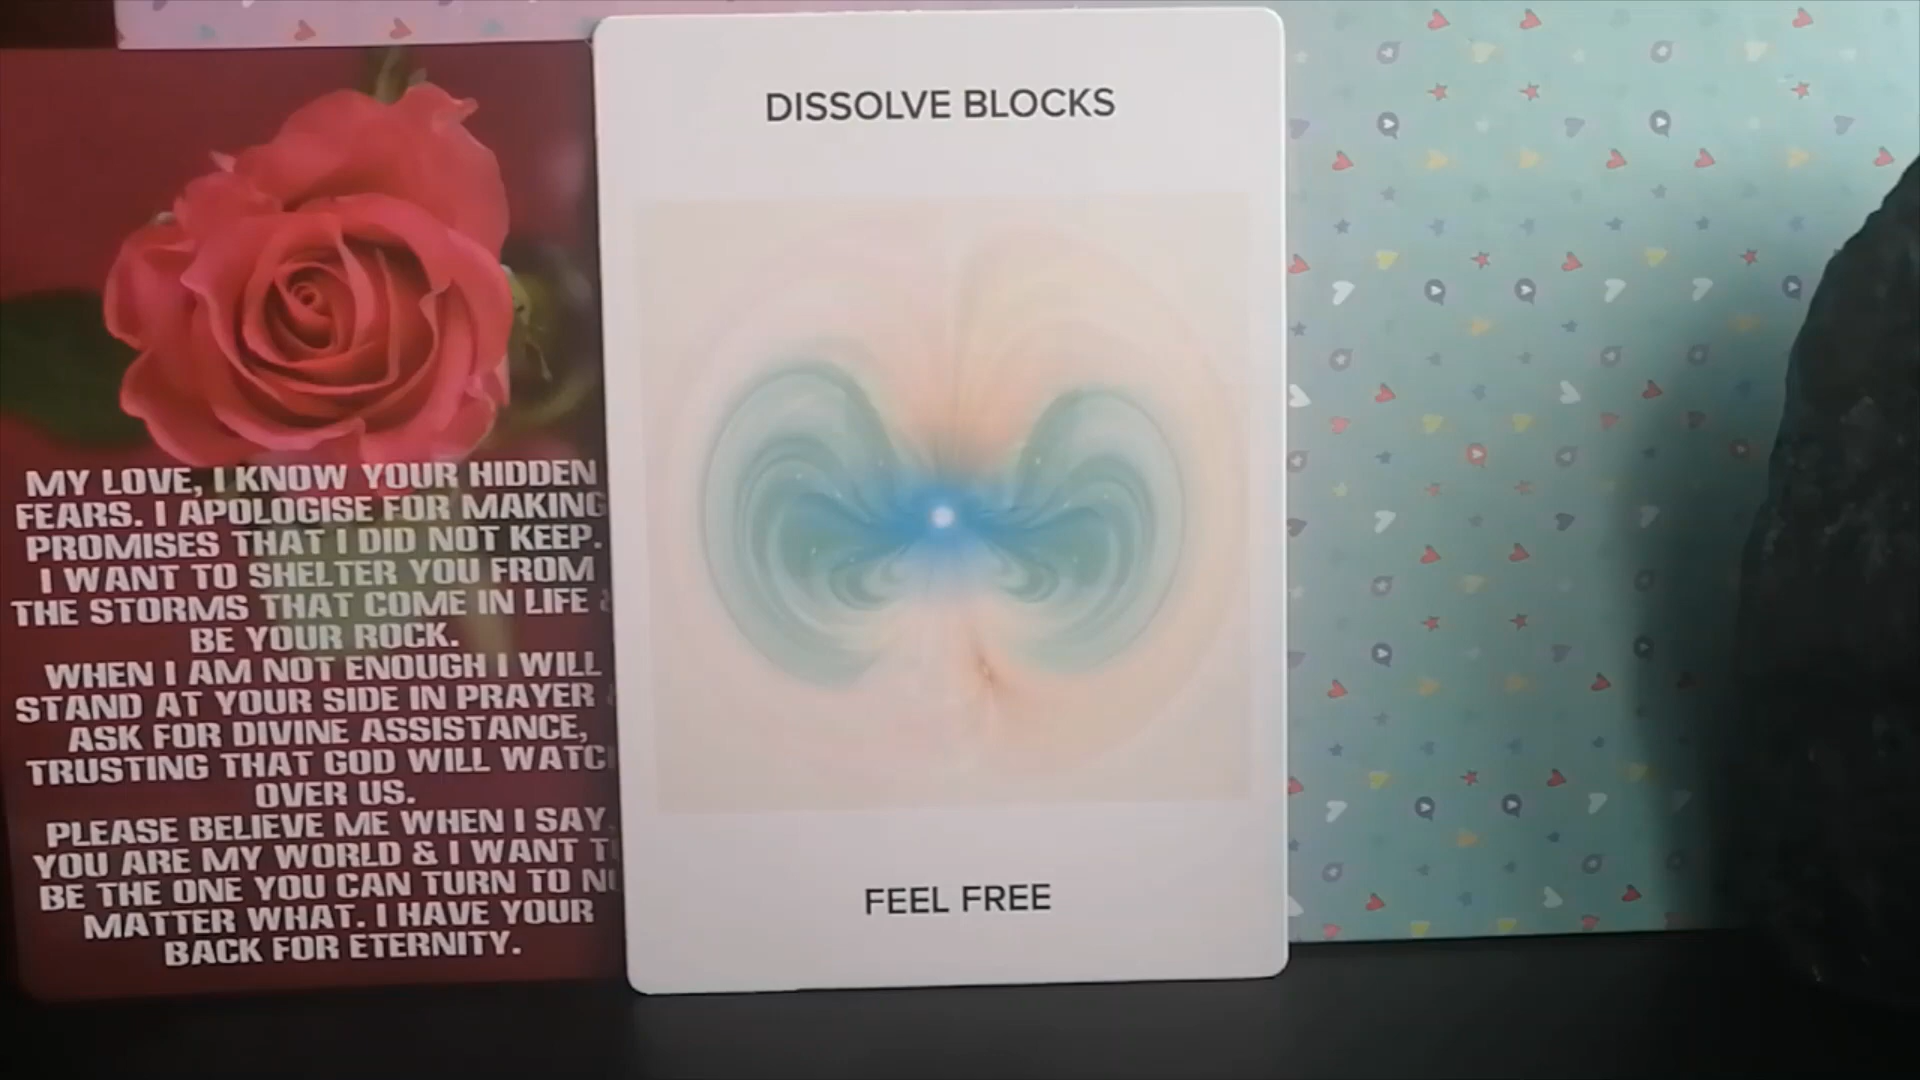 MY LOVE, I KNOW YOUR HIDDEN
FEARS. I APOLOGISE FOR MAKING
PROMISES THAT I DID NOT KEEP.
I WANT TO SHELTER YOU FROM
THE STORMS THAT COME IN LIFE
BE YOUR ROCK.
WHEN I AM NOT ENOUGH I WILL
STAND AT YOUR SIDE IN PRAYER
ASK FOR DIVINE ASSISTANCE,
TRUSTING THAT GOD WILL
OVER US.
PLEASE BELIEVE ME WHEN I SAY
YOU ARE MY WORLD & I WANT
BE THE ONE YOU CAN TURN TO
MATTER WHAT. I HAVE YOUR
BACK FOR ETERNITY.
DISSOLVE BLOCKS
FEEL FREE